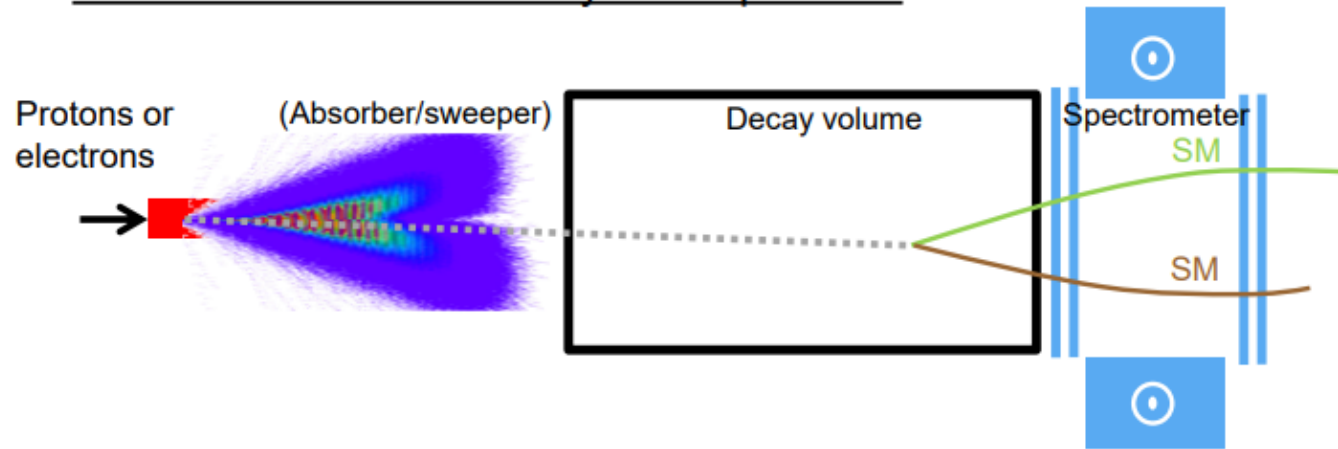 Protons or
electrons
(Absorber/sweeper)
Decay volume
Spectrometer
SM
SM